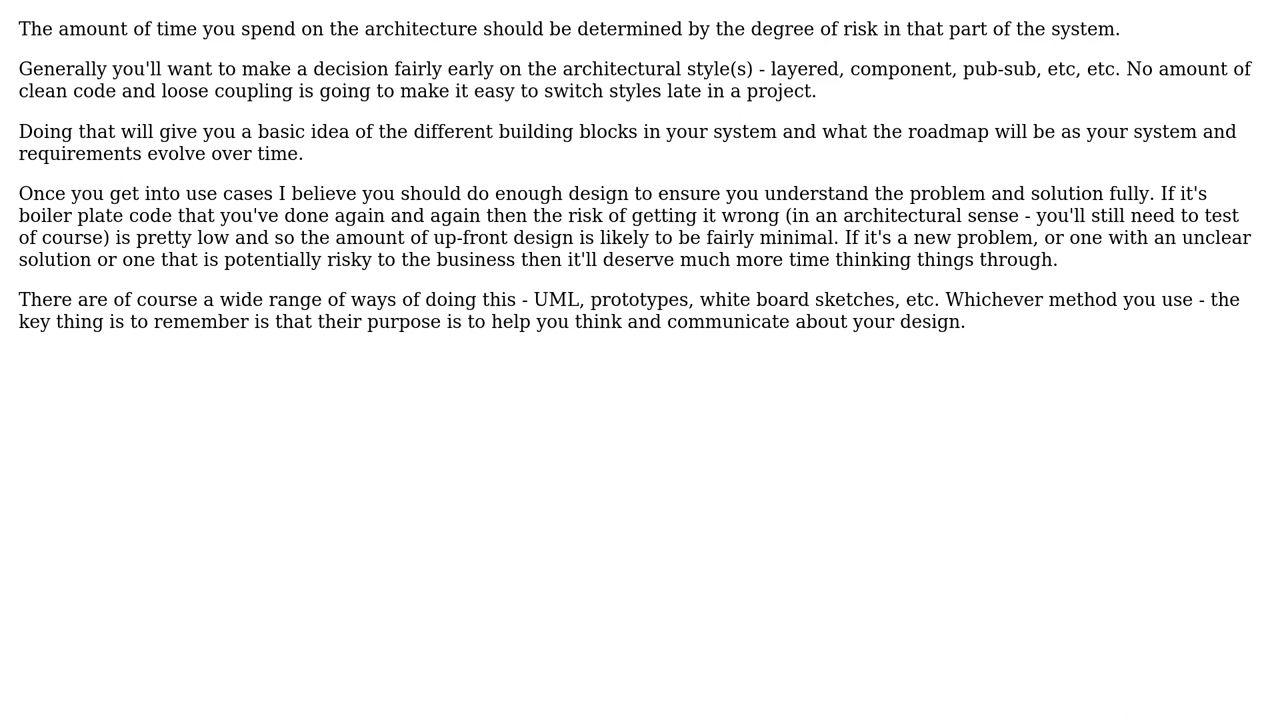 The amount of time you spend on the architecture should be determined by the degree of risk in that part of the system.
Generally you'll want to make a decision fairly early on the architectural style(s) - layered, component, pub-sub, etc, etc. No amount of
clean code and loose coupling is going to make it easy to switch styles late in a project.
Doing that will give you a basic idea of the different building blocks in your system and what the roadmap will be as your system and
requirements evolve over time.
Once you get into use cases I believe you should do enough design to ensure you understand the problem and solution fully. If it's
boiler plate code that you've done again and again then the risk of getting it wrong (in an architectural sense - you'll still need to test
of course) is pretty low and so the amount of up-front design is likely to be fairly minimal. If it's a new problem, or one with an unclear
solution or one that is potentially risky to the business then it'll deserve much more time thinking things through.
There are of course a wide range of ways of doing this - UML, prototypes, white board sketches, etc. Whichever method you use - the
key thing is to remember is that their purpose is to help you think and communicate about your design.